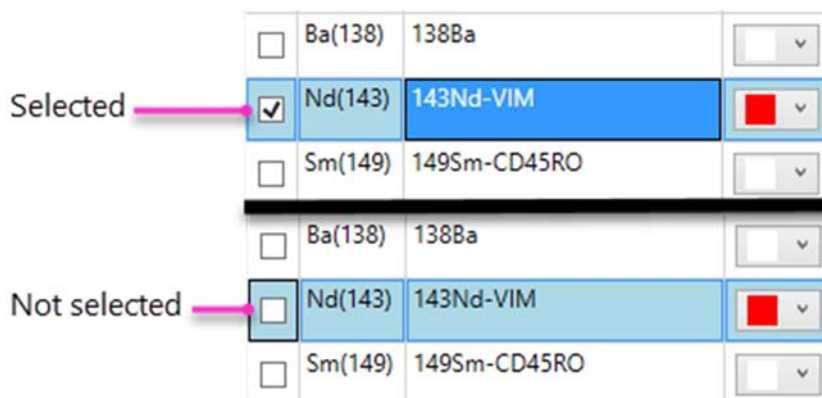 Ba(138) 138Ba
Selected Nd(143) 143Nd-VIM
Sm(149) 149Sm-CD45RO
Ba(138) 138Ba
Not selected Nd(143) 143Nd-VIM
Sm(149) 149Sm-CD45RO